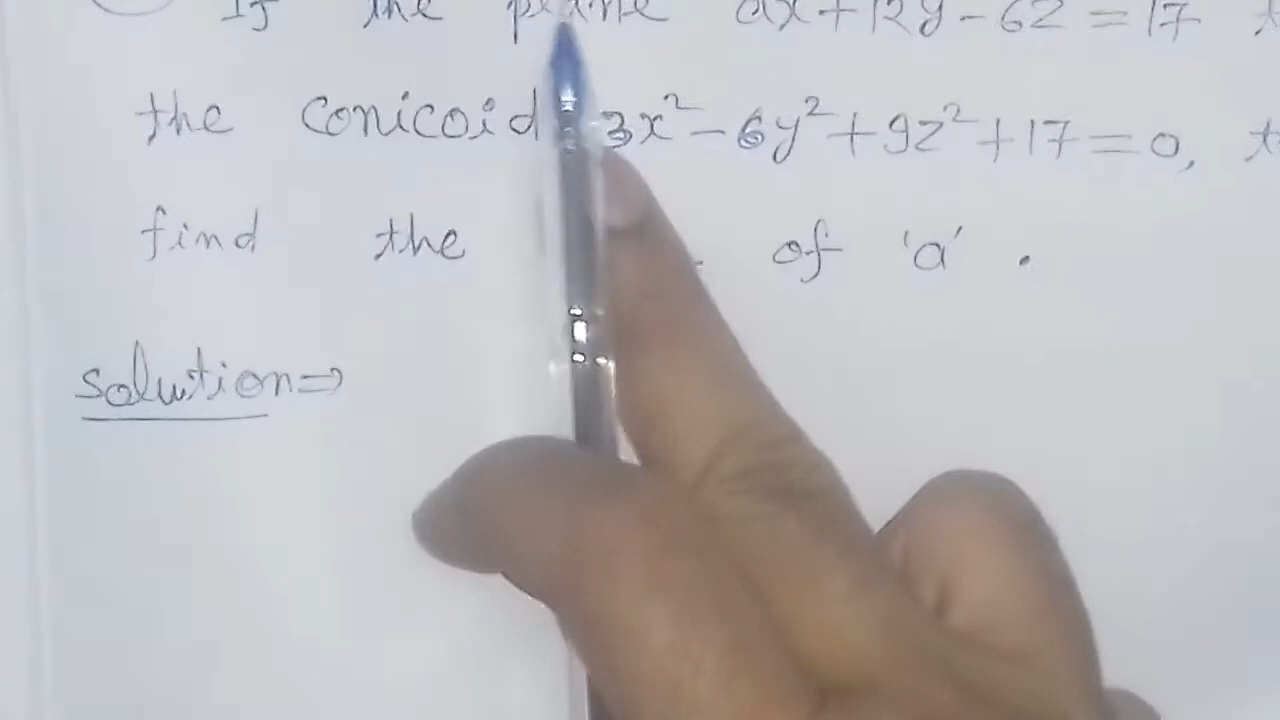 If the plane ax+12y-6z=17
the conicoid 3x²-6y²+9z²+17=0,
find the of 'a'.
Solution⇒